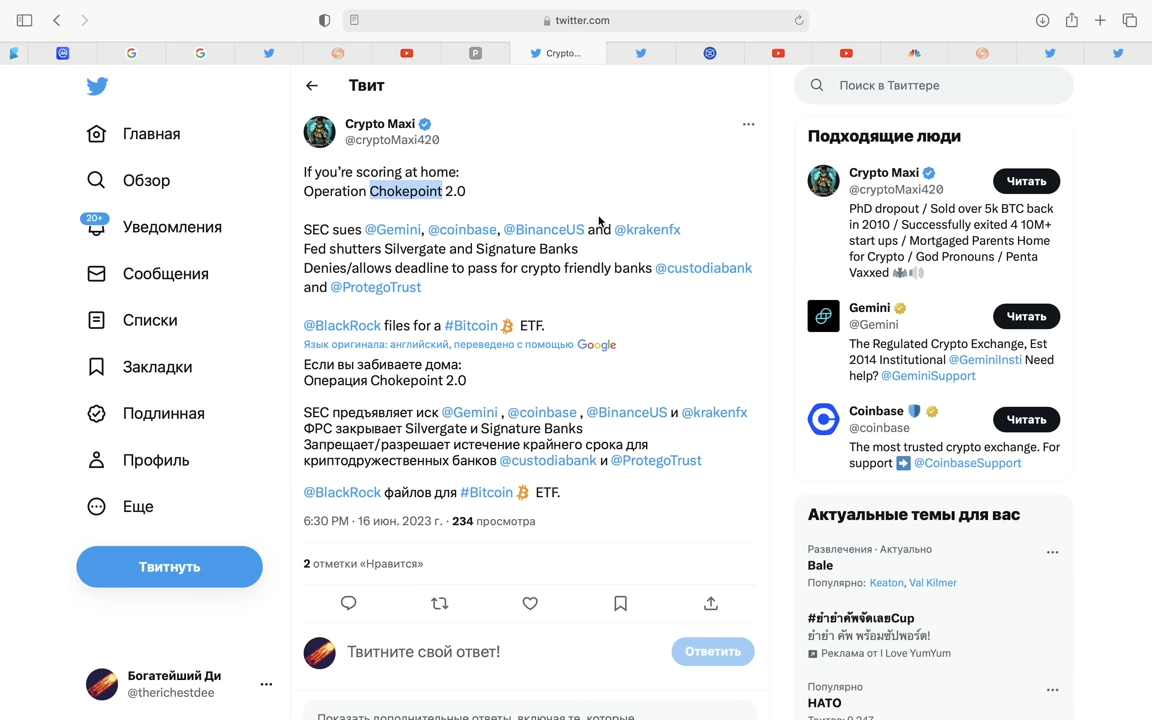 twitter.com
Crypto...
Твит
Поиск в Твиттере
Главная
Обзор
20+
Уведомления
Сообщения
Списки
Закладки
Подлинная
Профиль
Еще
Твитнуть
Богатейший Ди
@therichestdee
Crypto Maxi
@cryptoMaxi420
If you’re scoring at home:
Operation Chokepoint 2.0
SEC sues @Gemini, @coinbase, @BinanceUS and @krakenfx
Fed shutters Silvergate and Signature Banks
Denies/allows deadline to pass for crypto friendly banks @custodiabank
and @ProtegoTrust
@BlackRock files for a #Bitcoin ETF.
Язык оригинала: английский, переведено с помощью Google
Если вы забиваете дома:
Операция Chokepoint 2.0
SEC предъявляет иск @Gemini , @coinbase , @BinanceUS и @krakenfx
ФРС закрывает Silvergate и Signature Banks
Запрещает/разрешает истечение крайнего срока для
криптодружественных банков @custodiabank и @ProtegoTrust
@BlackRock файлов для #Bitcoin ETF.
6:30 PM · 16 июн. 2023 г. · 234 просмотра
2 отметки «Нравится»
Твитните свой ответ!
Ответить
Показать дополнительные ответы, включая те, которые
Подходящие люди
Crypto Maxi
@cryptoMaxi420
Читать
PhD dropout / Sold over 5k BTC back
in 2010 / Successfully exited 4 10M+
start ups / Mortgaged Parents Home
for Crypto / God Pronouns / Penta
Vaxxed
Gemini
@Gemini
Читать
The Regulated Crypto Exchange, Est
2014 Institutional @GeminiInsti Need
help? @GeminiSupport
Coinbase
@coinbase
Читать
The most trusted crypto exchange. For
support @CoinbaseSupport
Актуальные темы для вас
Развлечения · Актуально
Bale
Популярно: Keaton, Val Kilmer
#ยำยำคัพจัดเลยCup
ยำยำ คัพ พร้อมซัปพอร์ต!
Реклама от I Love YumYum
Популярно
НАТО
Твитов: 9 247